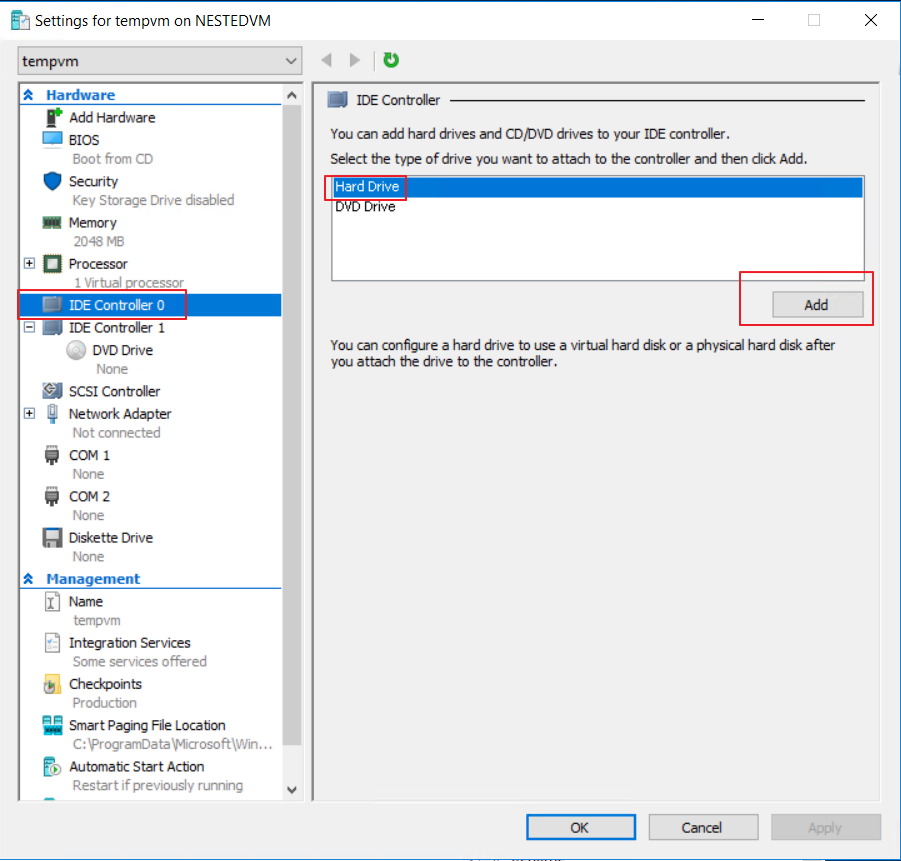 Settings for tempvm on NESTEDVM
tempvm
Hardware
Add Hardware
BIOS
Boot from CD
Security
Key Storage Drive disabled
Memory
2048 MB
Processor
1 Virtual processor
IDE Controller 0
IDE Controller 1
DVD Drive
None
SCSI Controller
Network Adapter
Not connected
COM 1
None
COM 2
None
Diskette Drive
None
Management
Name
tempvm
Integration Services
Some services offered
Checkpoints
Production
Smart Paging File Location
C:\ProgramData\Microsoft\Win...
Automatic Start Action
Restart if previously running
IDE Controller
You can add hard drives and CD/DVD drives to your IDE controller.
Select the type of drive you want to attach to the controller and then click Add.
Hard Drive
DVD Drive
Add
You can configure a hard drive to use a virtual hard disk or a physical hard disk after
you attach the drive to the controller.
OK
Cancel
Apply